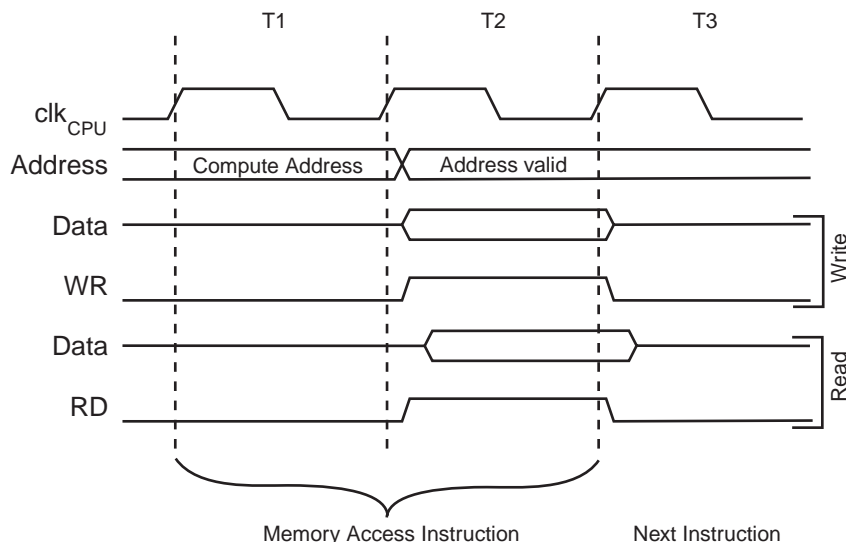 T1 T2 T3
clkCPU
Address Compute Address Address valid
Data
WR
Write
Data
RD
Read
Memory Access Instruction Next Instruction